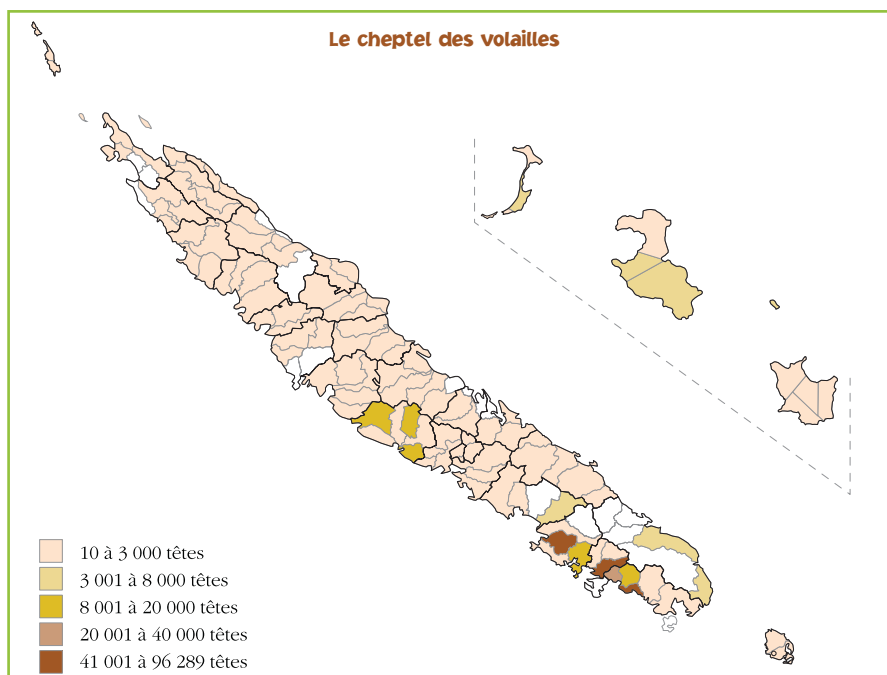 Le cheptel des volailles
10 à 3 000 têtes
3 001 à 8 000 têtes
8 001 à 20 000 têtes
20 001 à 40 000 têtes
41 001 à 96 289 têtes